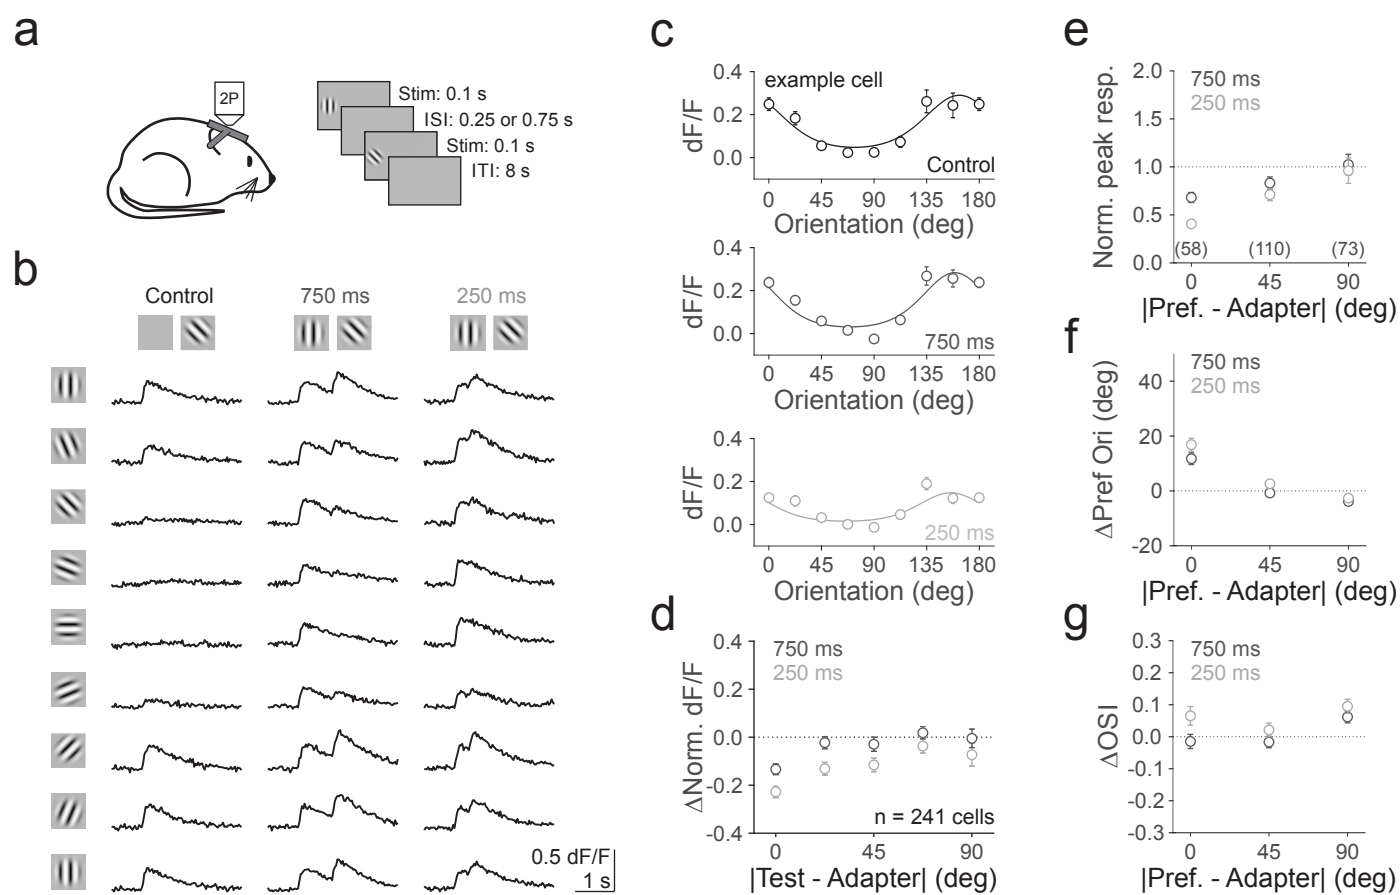 a
2P
Stim: 0.1 s
ISI: 0.25 or 0.75 s
Stim: 0.1 s
ITI: 8 s
b
Control
750 ms
250 ms
0.5 dF/F
1 s
c
example cell
dF/F
0.4
0.2
0.0
Control
0 45 90 135 180
Orientation (deg)
dF/F
0.4
0.2
0.0
750 ms
0 45 90 135 180
Orientation (deg)
dF/F
0.4
0.2
0.0
250 ms
0 45 90 135 180
Orientation (deg)
d
ΔNorm. dF/F
0.4
0.2
0.0
-0.2
-0.4
750 ms
250 ms
n = 241 cells
0 45 90
|Test - Adapter| (deg)
e
Norm. peak resp.
2.0
1.5
1.0
0.5
0.0
750 ms
250 ms
(58) (110) (73)
0 45 90
|Pref. - Adapter| (deg)
f
ΔPref Ori (deg)
40
20
0
-20
750 ms
250 ms
0 45 90
|Pref. - Adapter| (deg)
g
ΔOSI
0.3
0.2
0.1
0.0
-0.1
-0.2
-0.3
750 ms
250 ms
0 45 90
|Pref. - Adapter| (deg)